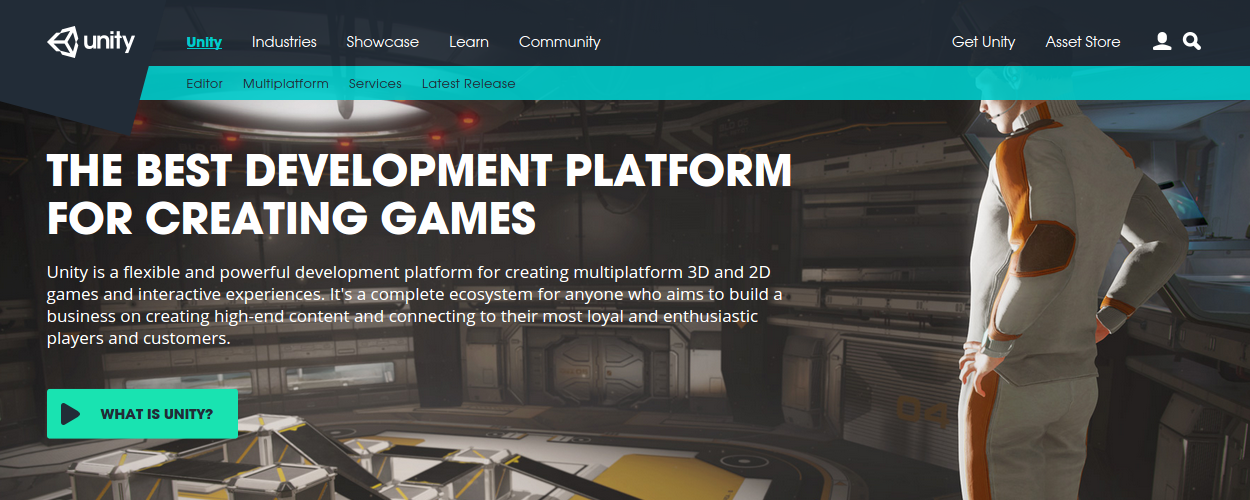 unity
Unity Industries Showcase Learn Community Get Unity Asset Store
Editor Multiplatform Services Latest Release
THE BEST DEVELOPMENT PLATFORM
FOR CREATING GAMES
Unity is a flexible and powerful development platform for creating multiplatform 3D and 2D
games and interactive experiences. It's a complete ecosystem for anyone who aims to build a
business on creating high-end content and connecting to their most loyal and enthusiastic
players and customers.
WHAT IS UNITY?
04